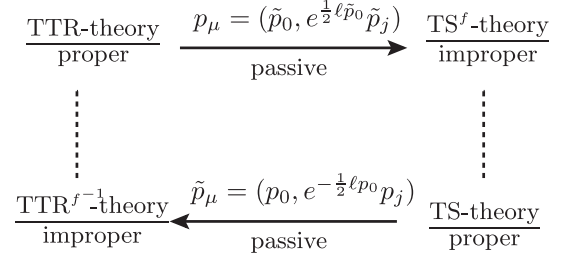 TTR-theory
proper
p_μ = (p̃_0, e^{½ℓp̃_0} p̃_j)
passive
TS^f-theory
improper
TTR^{f^{-1}}-theory
improper
p̃_μ = (p_0, e^{-½ℓp_0} p_j)
passive
TS-theory
proper